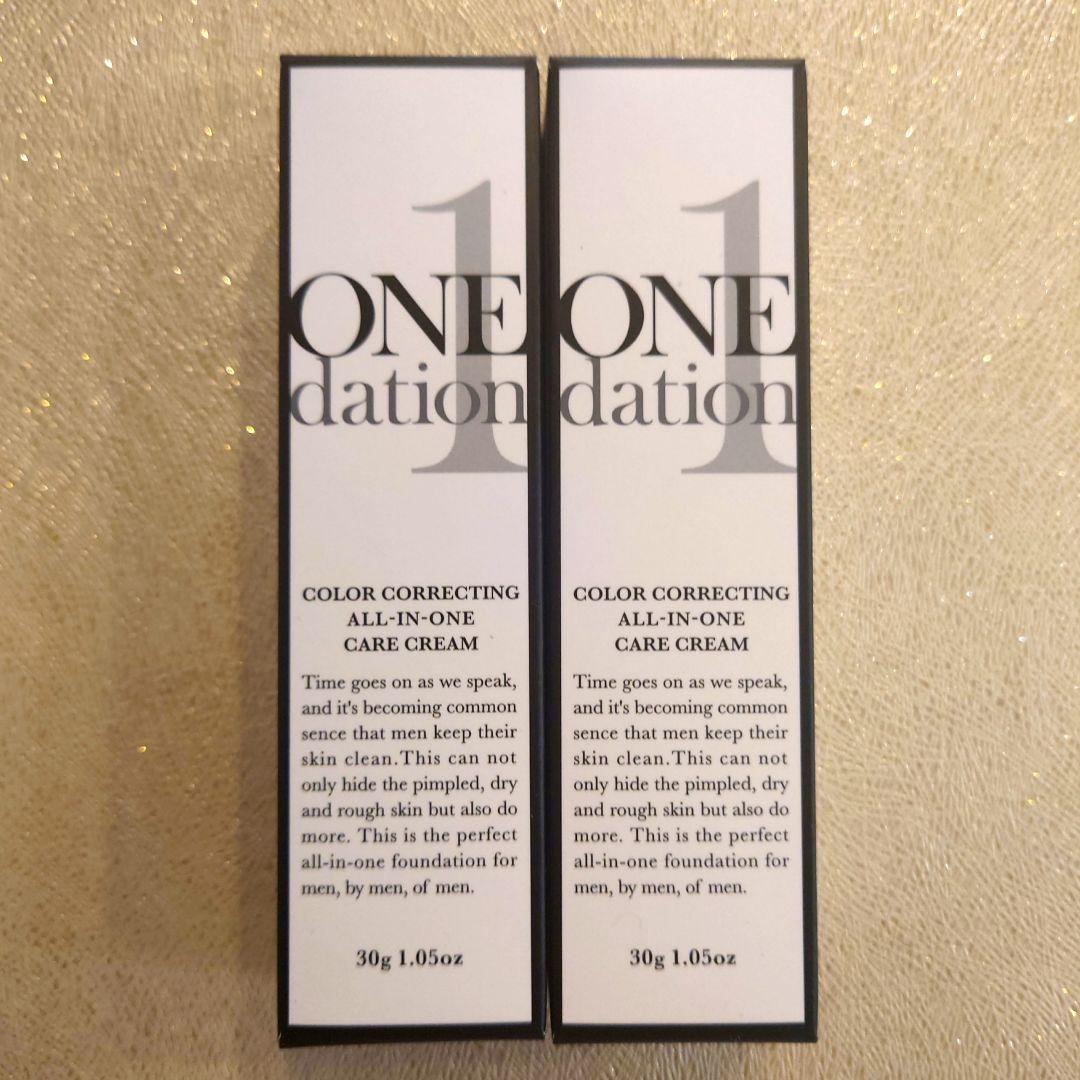 1
ONE
dation
COLOR CORRECTING
ALL-IN-ONE
CARE CREAM
Time goes on as we speak,
and it's becoming common
sence that men keep their
skin clean.This can not
only hide the pimpled, dry
and rough skin but also do
more. This is the perfect
all-in-one foundation for
men, by men, of men.
30g 1.05oz
1
ONE
dation
COLOR CORRECTING
ALL-IN-ONE
CARE CREAM
Time goes on as we speak,
and it's becoming common
sence that men keep their
skin clean.This can not
only hide the pimpled, dry
and rough skin but also do
more. This is the perfect
all-in-one foundation for
men, by men, of men.
30g 1.05oz